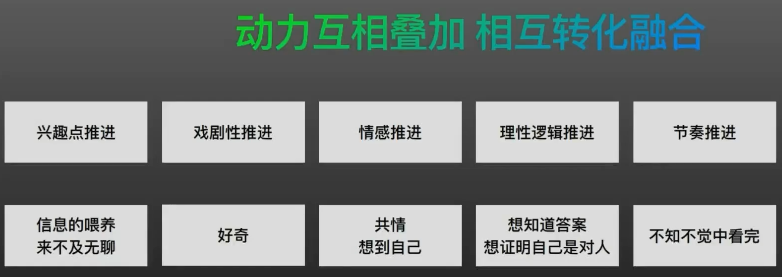 动力互相叠加 相互转化融合
兴趣点推进
戏剧性推进
情感推进
理性逻辑推进
节奏推进
信息的喂养
来不及无聊
好奇
共情
想到自己
想知道答案
想证明自己是对人
不知不觉中看完